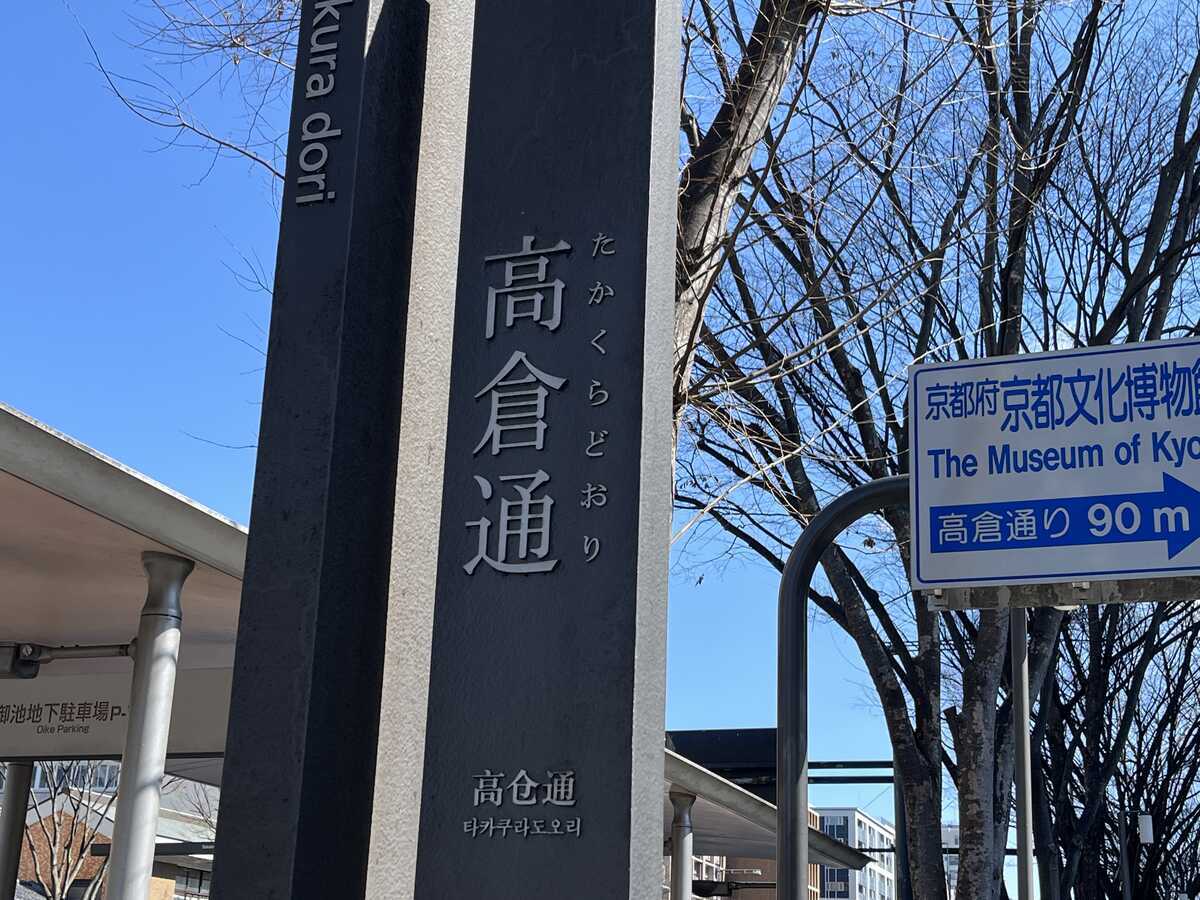 kura dori
高倉通
たかくらどおり
高仓通
타카쿠라도오리
京都府京都文化博物館
The Museum of Kyo
高倉通り 90 m
御池地下駐車場P-
Oike Parking